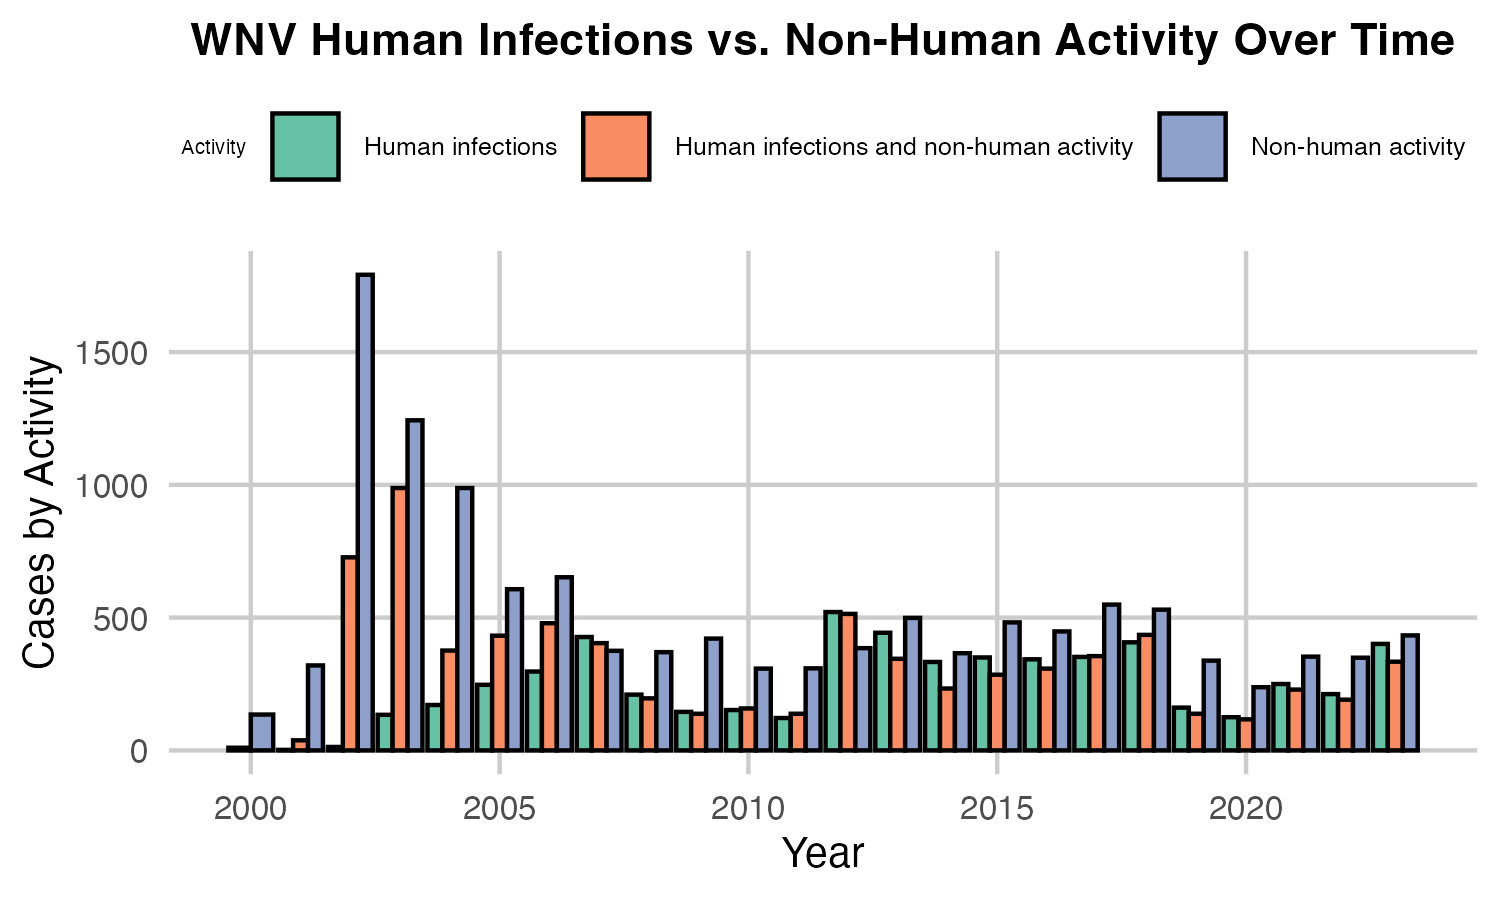 WNV Human Infections vs. Non-Human Activity Over Time
Activity Human infections Human infections and non-human activity Non-human activity
Cases by Activity
1500
1000
500
0
2000 2005 2010 2015 2020
Year